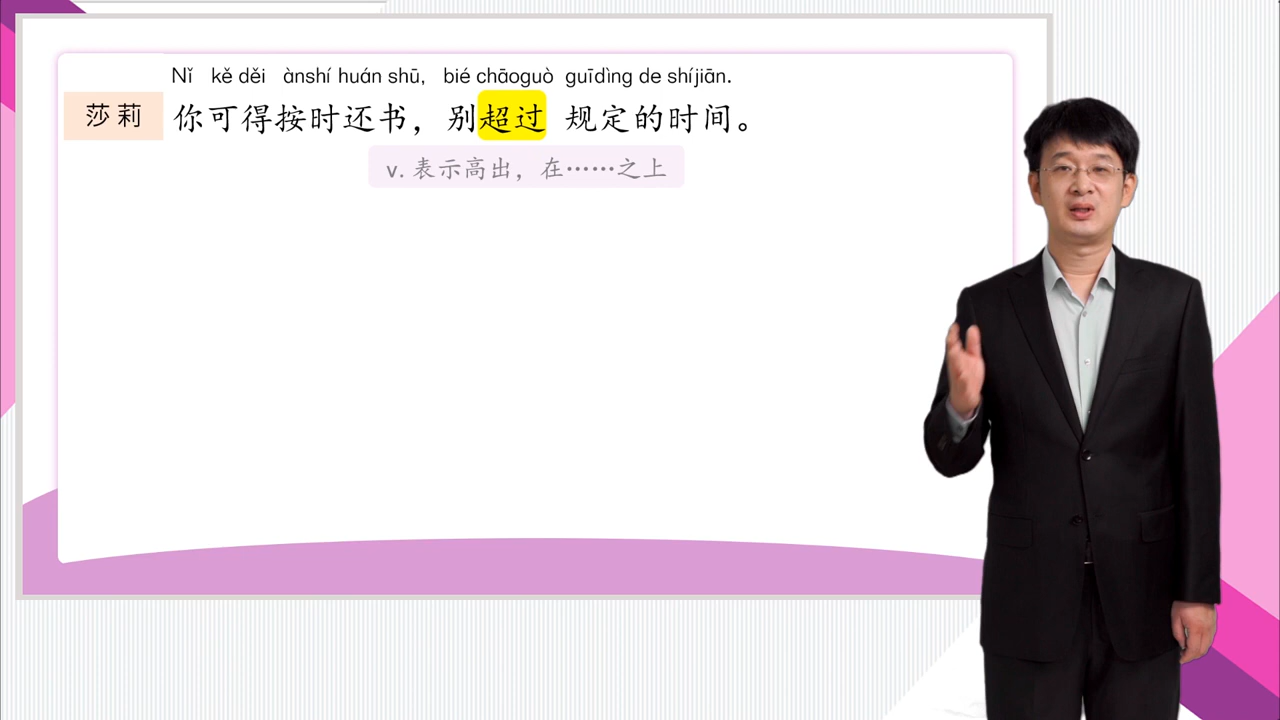 Nǐ kě děi ànshí huán shū, bié chāoguò guīdìng de shíjiān.
莎莉 你可得按时还书，别超过 规定的时间。
v. 表示高出，在……之上